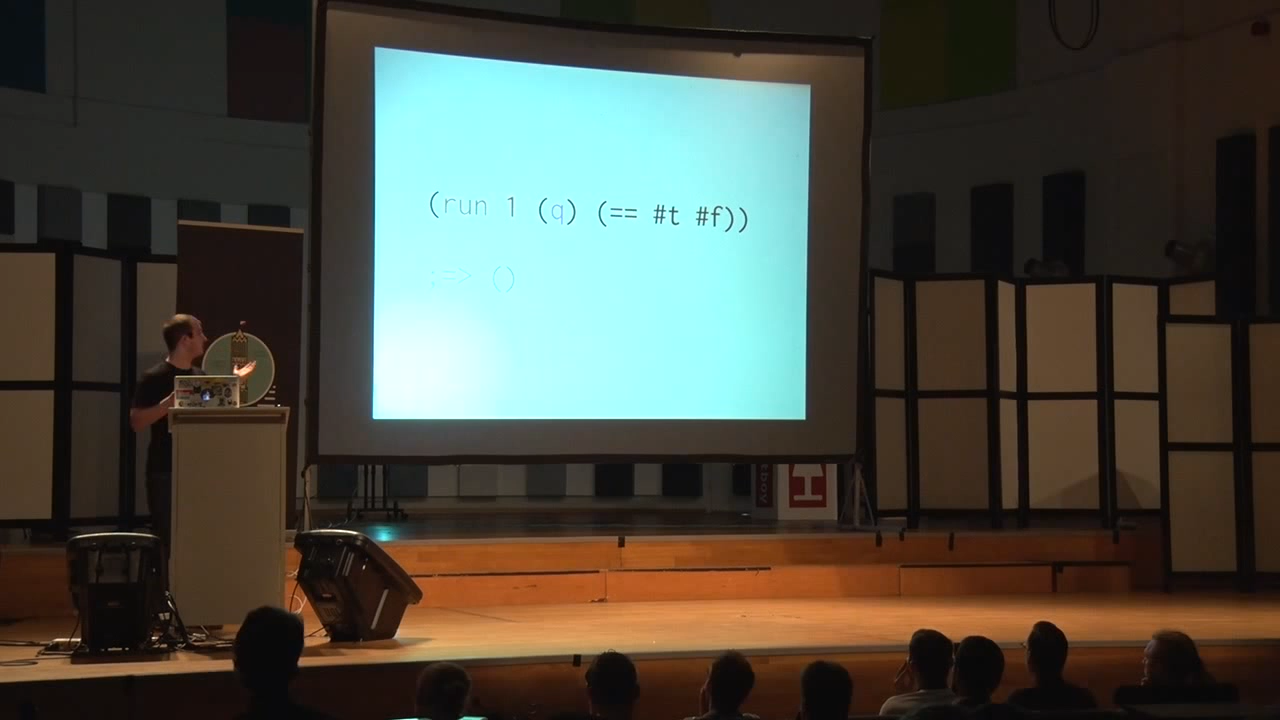 (run 1 (q) (== #t #f))
;=> ()
H